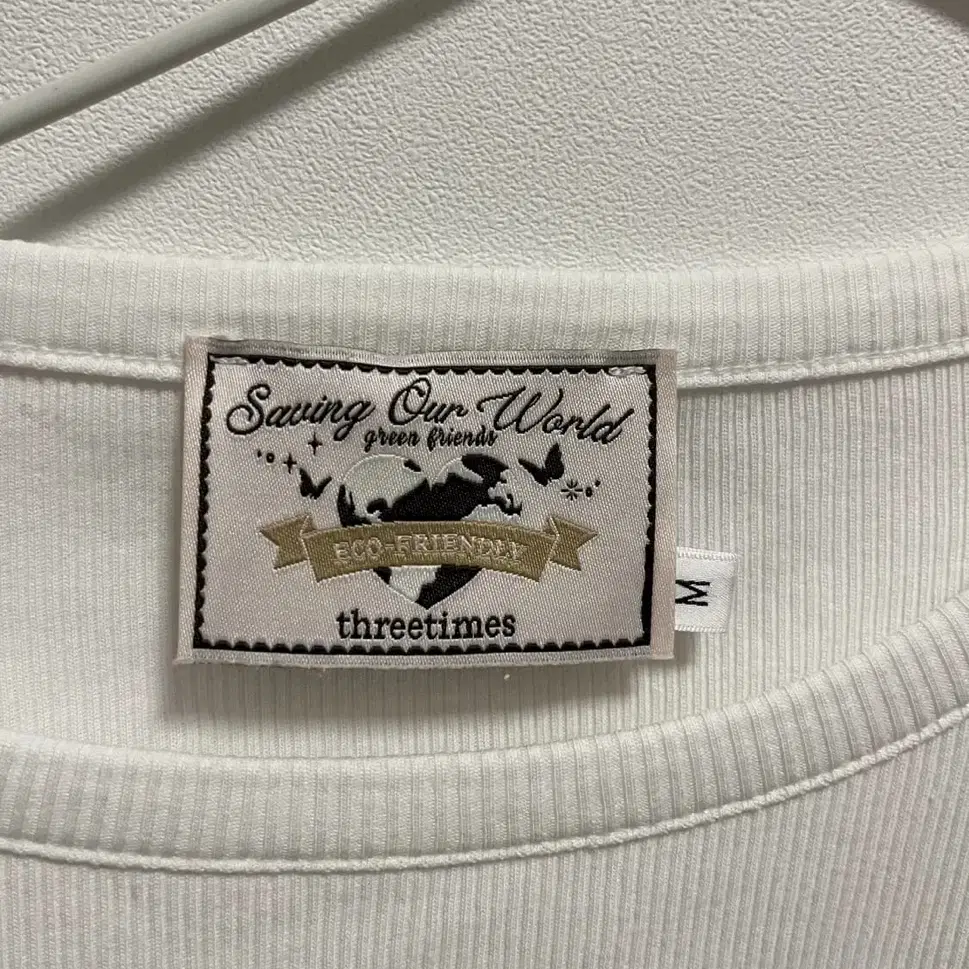 Saving Our World
green friends
ECO-FRIENDLY
threetimes
M